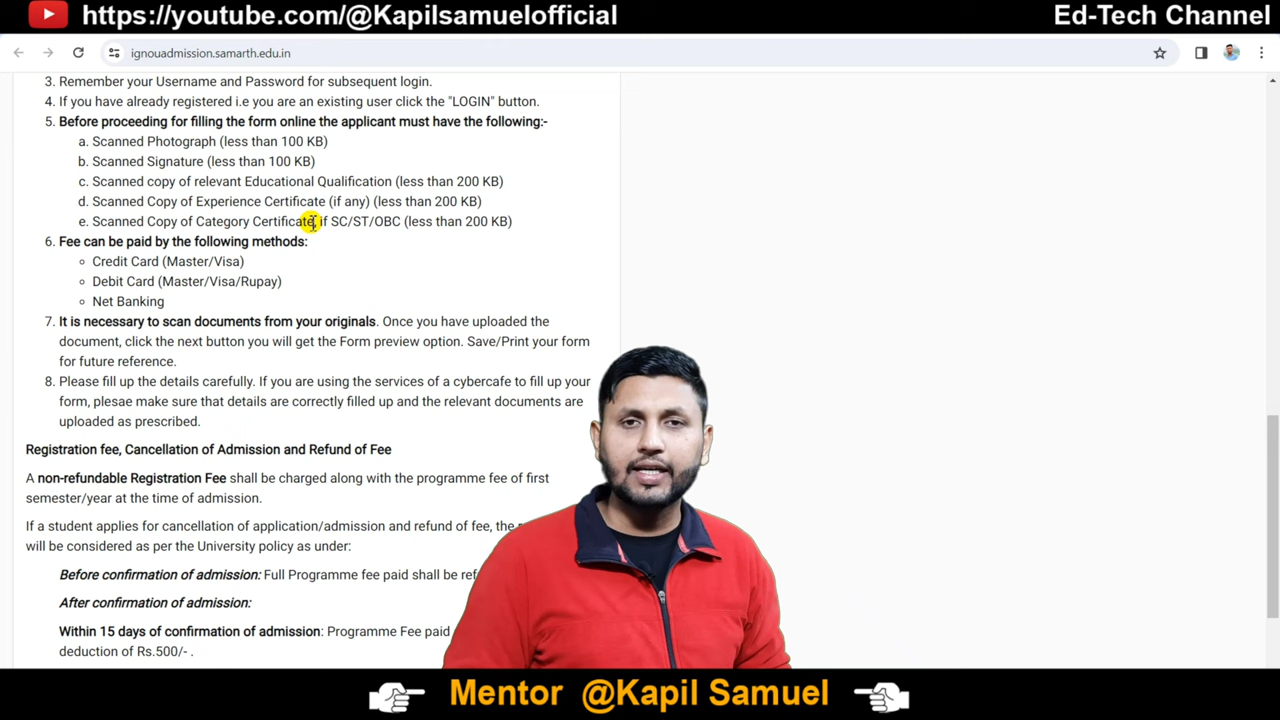 https://youtube.com/@Kapilsamuelofficial
Ed-Tech Channel
ignouadmission.samarth.edu.in
3. Remember your Username and Password for subsequent login.
4. If you have already registered i.e you are an existing user click the "LOGIN" button.
5. Before proceeding for filling the form online the applicant must have the following:-
a. Scanned Photograph (less than 100 KB)
b. Scanned Signature (less than 100 KB)
c. Scanned copy of relevant Educational Qualification (less than 200 KB)
d. Scanned Copy of Experience Certificate (if any) (less than 200 KB)
e. Scanned Copy of Category Certificate, if SC/ST/OBC (less than 200 KB)
6. Fee can be paid by the following methods:
Credit Card (Master/Visa)
Debit Card (Master/Visa/Rupay)
Net Banking
7. It is necessary to scan documents from your originals. Once you have uploaded the
document, click the next button you will get the Form preview option. Save/Print your form
for future reference.
8. Please fill up the details carefully. If you are using the services of a cybercafe to fill up your
form, plesae make sure that details are correctly filled up and the relevant documents are
uploaded as prescribed.
Registration fee, Cancellation of Admission and Refund of Fee
A non-refundable Registration Fee shall be charged along with the programme fee of first
semester/year at the time of admission.
If a student applies for cancellation of application/admission and refund of fee, the
will be considered as per the University policy as under:
Before confirmation of admission: Full Programme fee paid shall be
After confirmation of admission:
Within 15 days of confirmation of admission: Programme Fee paid
deduction of Rs.500/- .
Mentor @Kapil Samuel